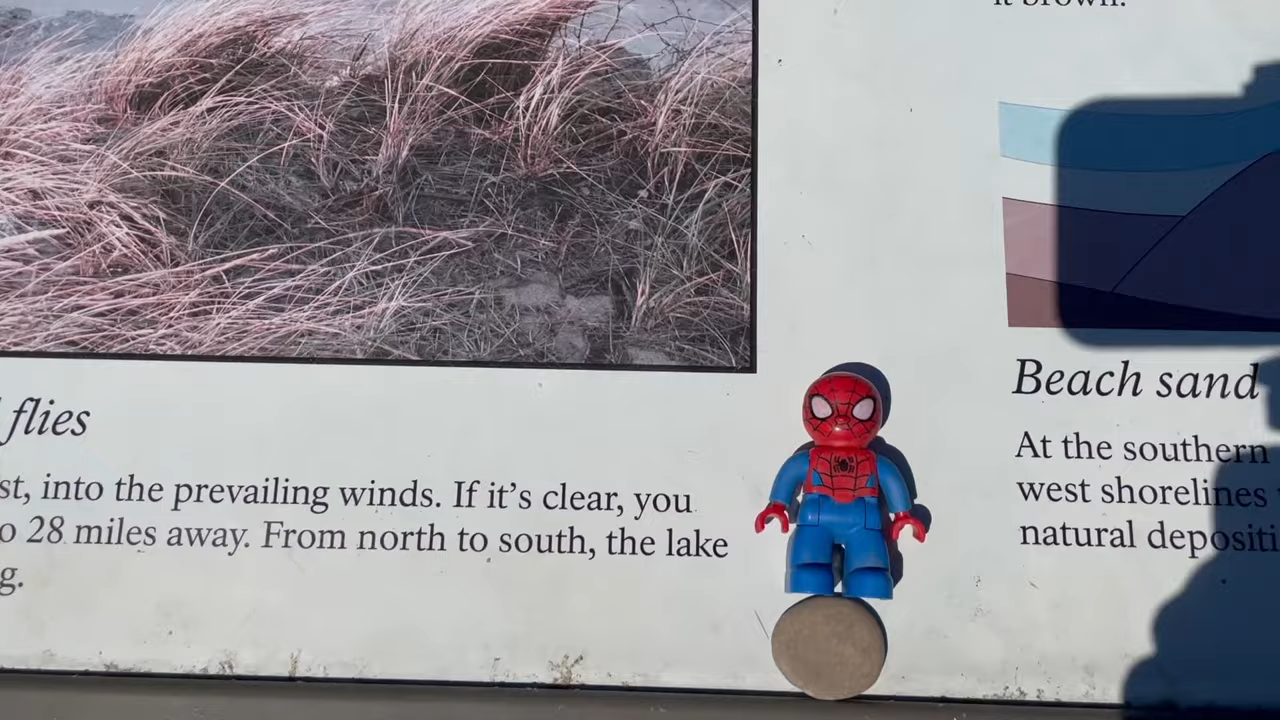 it brown.
flies
st, into the prevailing winds. If it's clear, you
o 28 miles away. From north to south, the lake
g.
Beach sand
At the southern
west shorelines
natural depositi